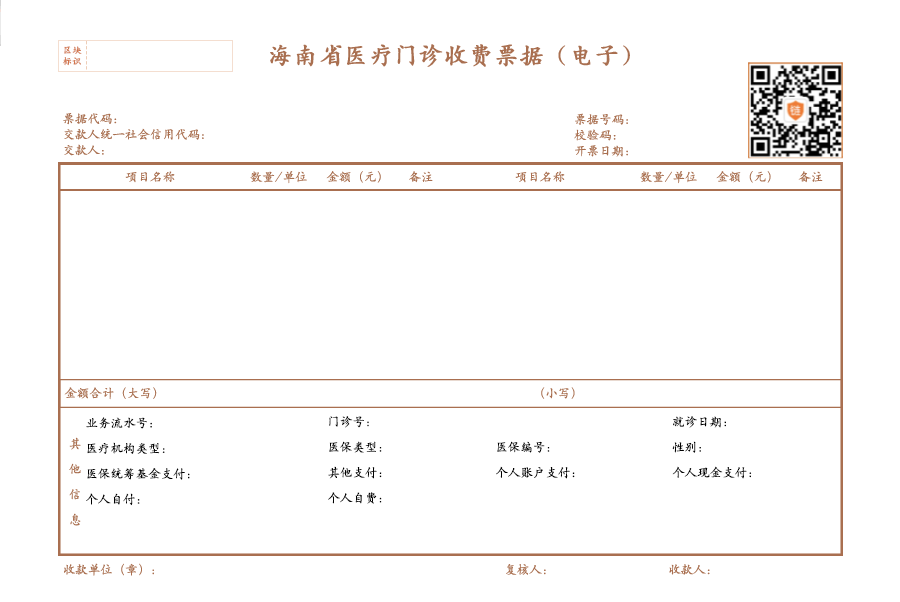 区块
标识
海南省医疗门诊收费票据（电子）
链
票据代码：
票据号码：
交款人统一社会信用代码：
校验码：
交款人：
开票日期：
项目名称 数量/单位 金额（元） 备注 项目名称 数量/单位 金额（元） 备注
金额合计（大写） （小写）
其他信息
业务流水号： 门诊号： 就诊日期：
医疗机构类型： 医保类型： 医保编号： 性别：
医保统筹基金支付： 其他支付： 个人账户支付： 个人现金支付：
个人自付： 个人自费：
收款单位（章）： 复核人： 收款人：